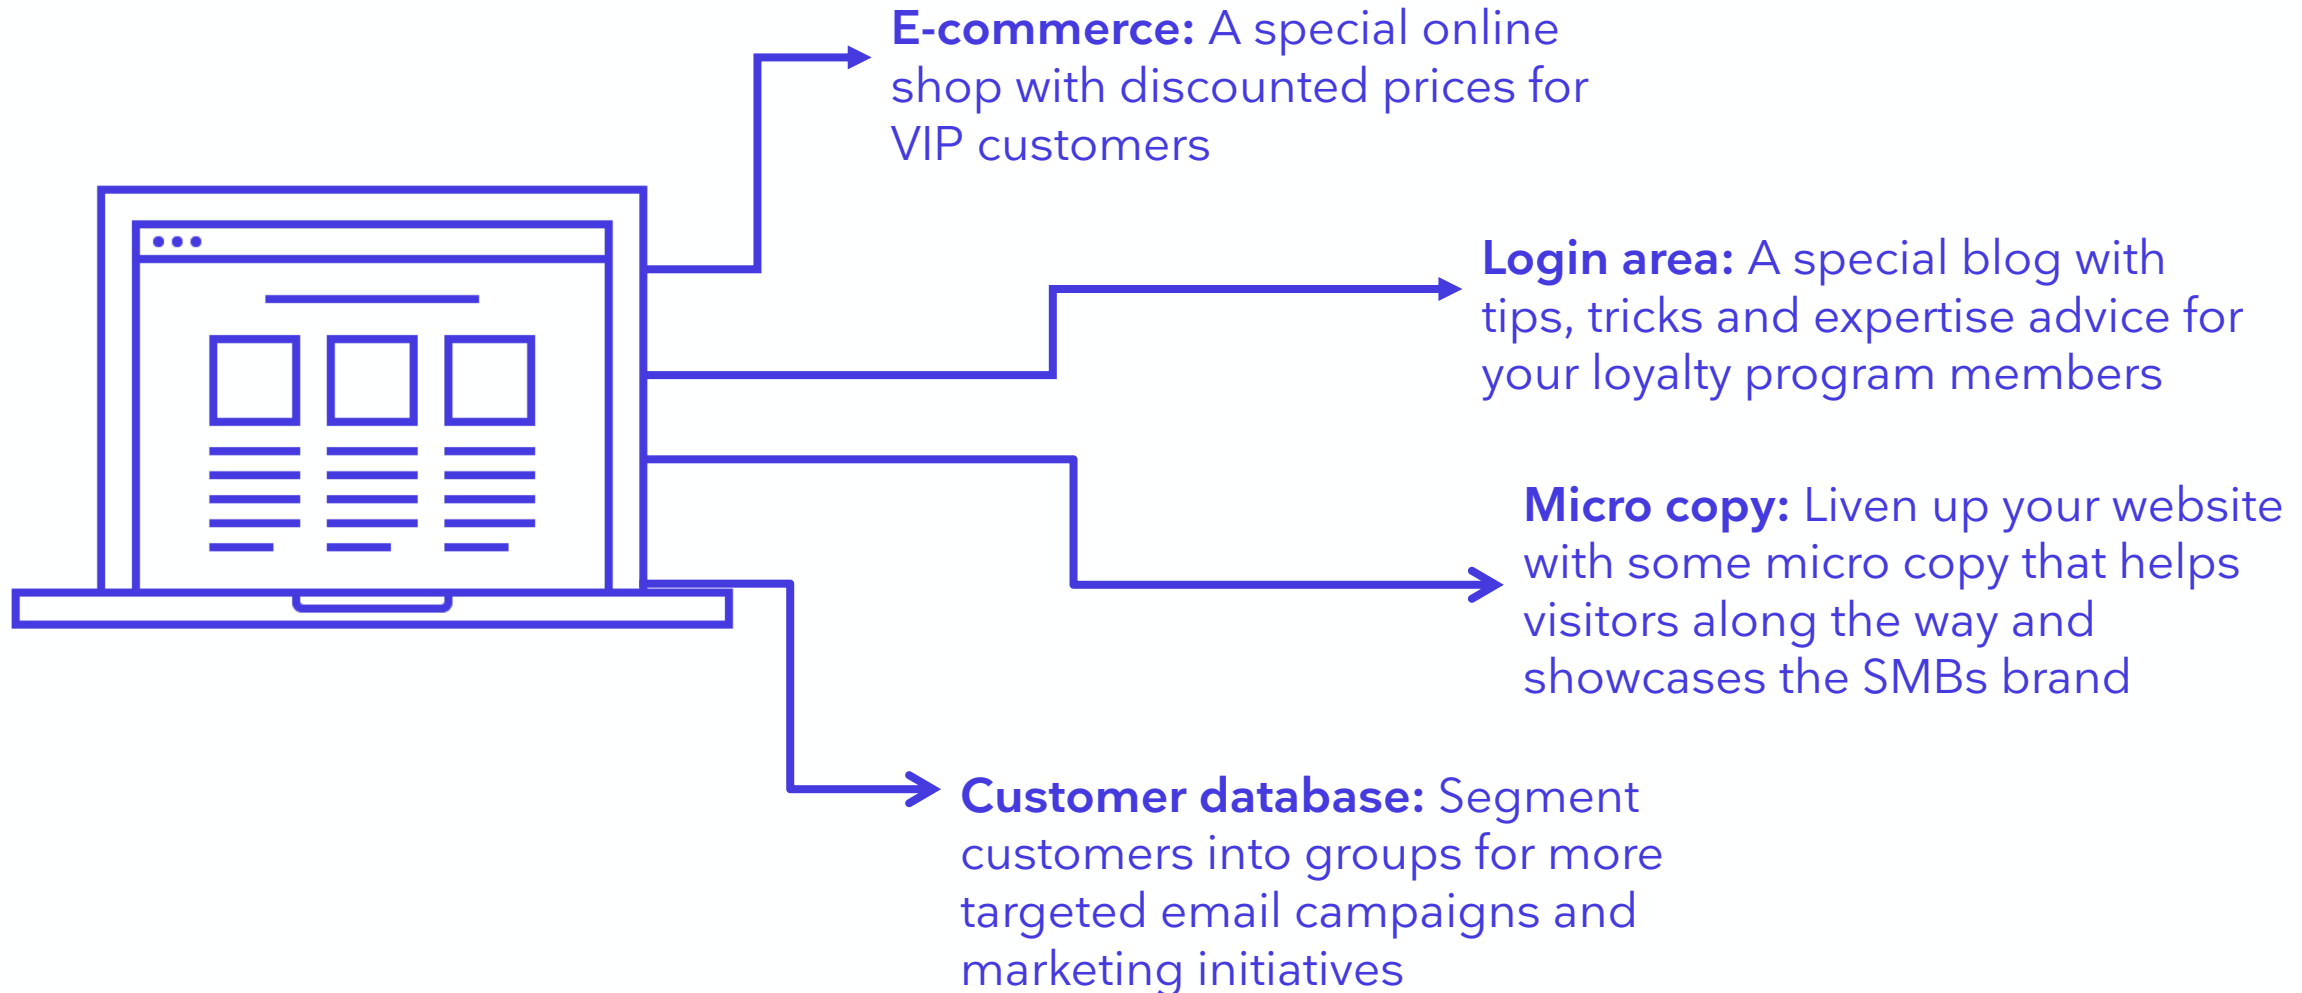 E-commerce: A special online
shop with discounted prices for
VIP customers
Login area: A special blog with
tips, tricks and expertise advice for
your loyalty program members
Micro copy: Liven up your website
with some micro copy that helps
visitors along the way and
showcases the SMBs brand
Customer database: Segment
customers into groups for more
targeted email campaigns and
marketing initiatives